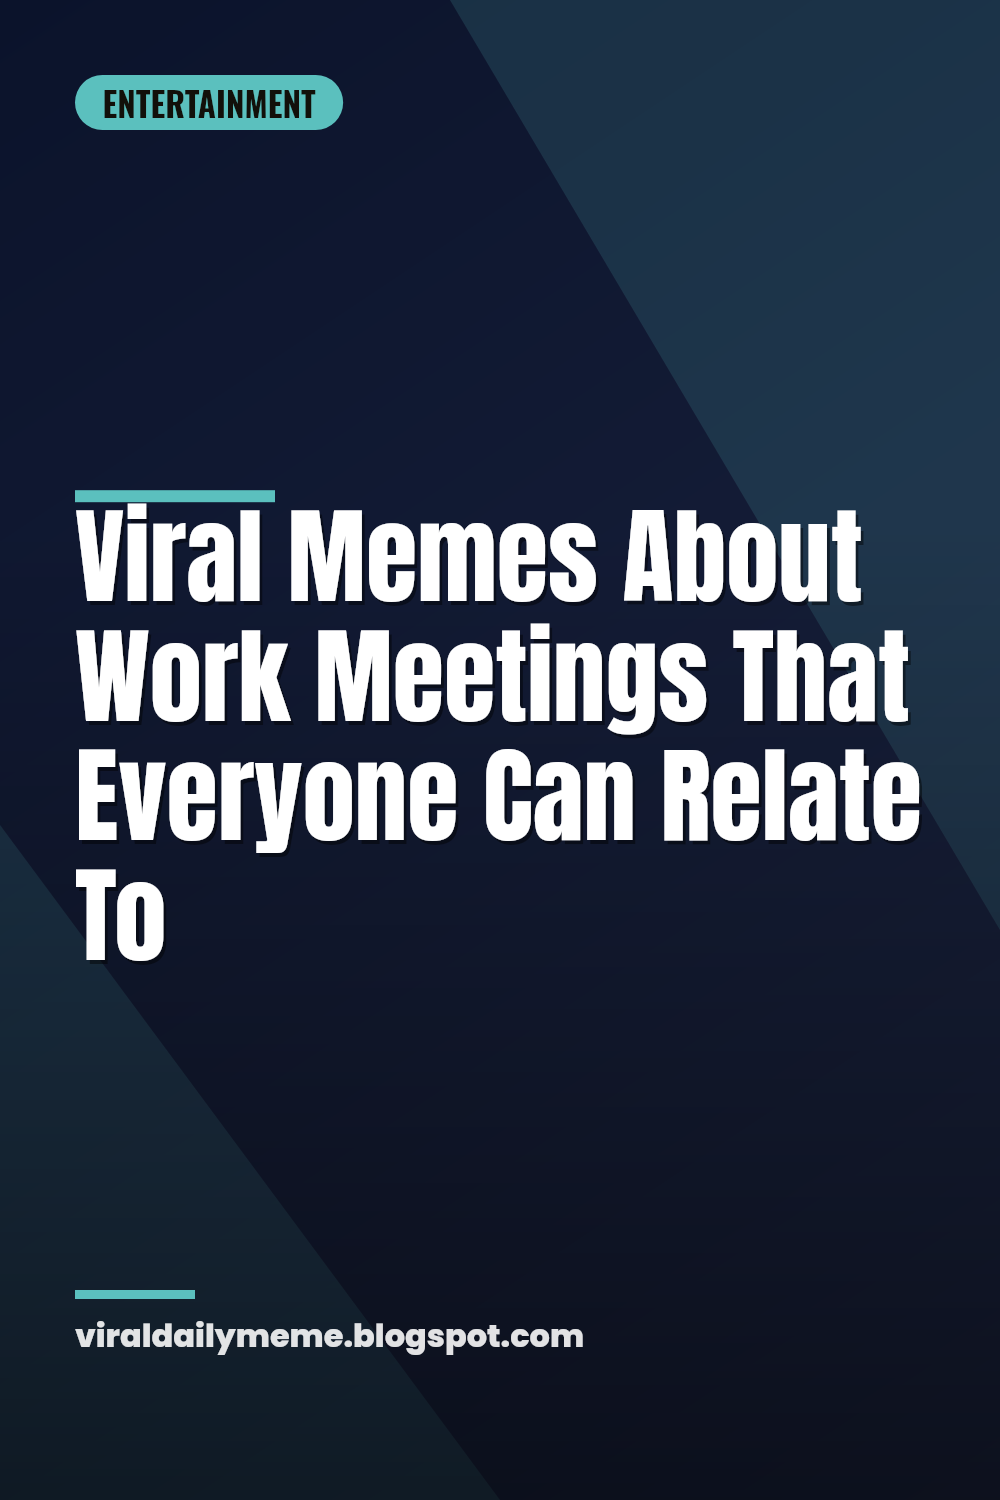 ENTERTAINMENT
Viral Memes About
Work Meetings That
Everyone Can Relate
To
viraldailymeme.blogspot.com